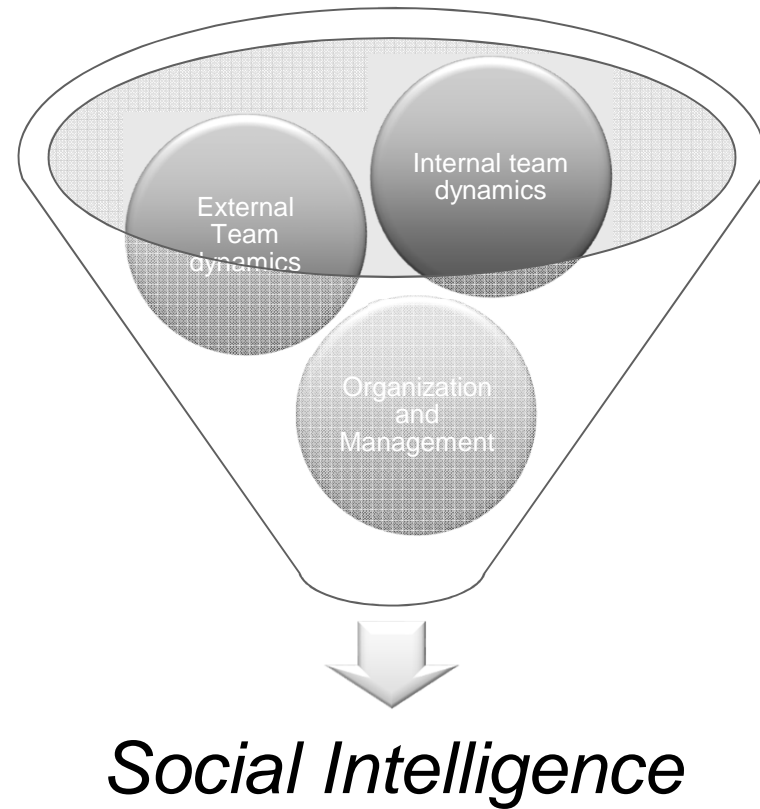 Internal team
dynamics
External
Team
dynamics
Organization
and
Management
Social Intelligence